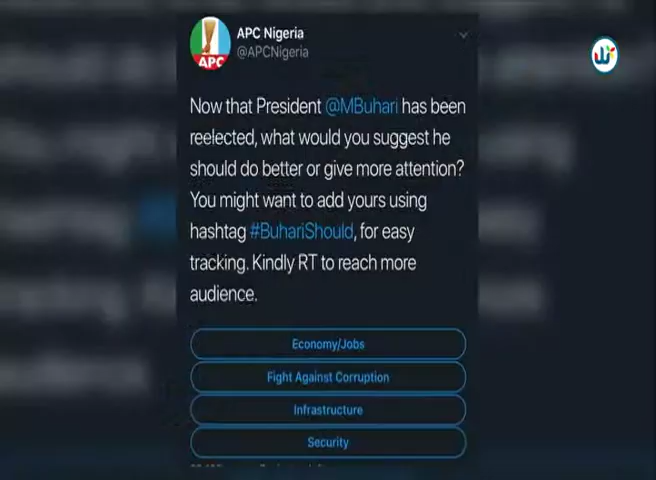 APC Nigeria
@APCNigeria
APC
Now that President @MBuhari has been
reelected, what would you suggest he
should do better or give more attention?
You might want to add yours using
hashtag #BuhariShould, for easy
tracking. Kindly RT to reach more
audience.
Economy/Jobs
Fight Against Corruption
Infrastructure
Security